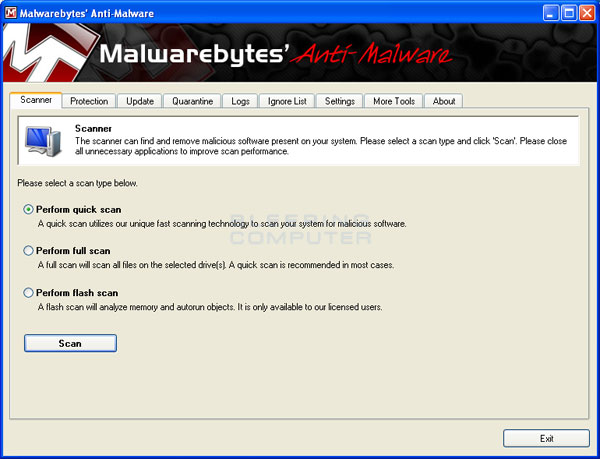 Malwarebytes' Anti-Malware
Malwarebytes' Anti-Malware
Scanner Protection Update Quarantine Logs Ignore List Settings More Tools About
Scanner
The scanner can find and remove malicious software present on your system. Please select a scan type and click 'Scan'. Please close
all unnecessary applications to improve scan performance.
Please select a scan type below.
Perform quick scan
A quick scan utilizes our unique fast scanning technology to scan your system for malicious software.
BLEEPING
COMPUTER
Perform full scan
A full scan will scan all files on the selected drive(s). A quick scan is recommended in most cases.
Perform flash scan
A flash scan will analyze memory and autorun objects. It is only available to our licensed users.
Scan
Exit